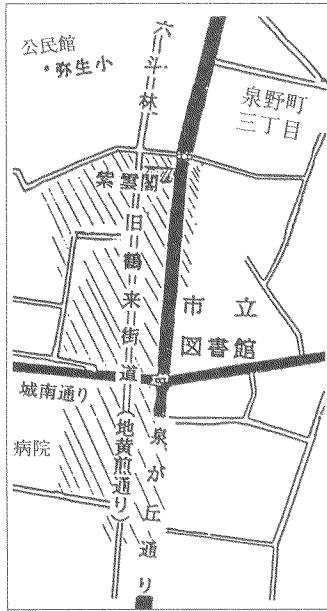 公民館
・弥生小
六斗林
泉野町
三丁目
紫雲閣
旧鶴来街道
市立
図書館
城南通り
(地黄煎通り)
泉が丘通り
病院